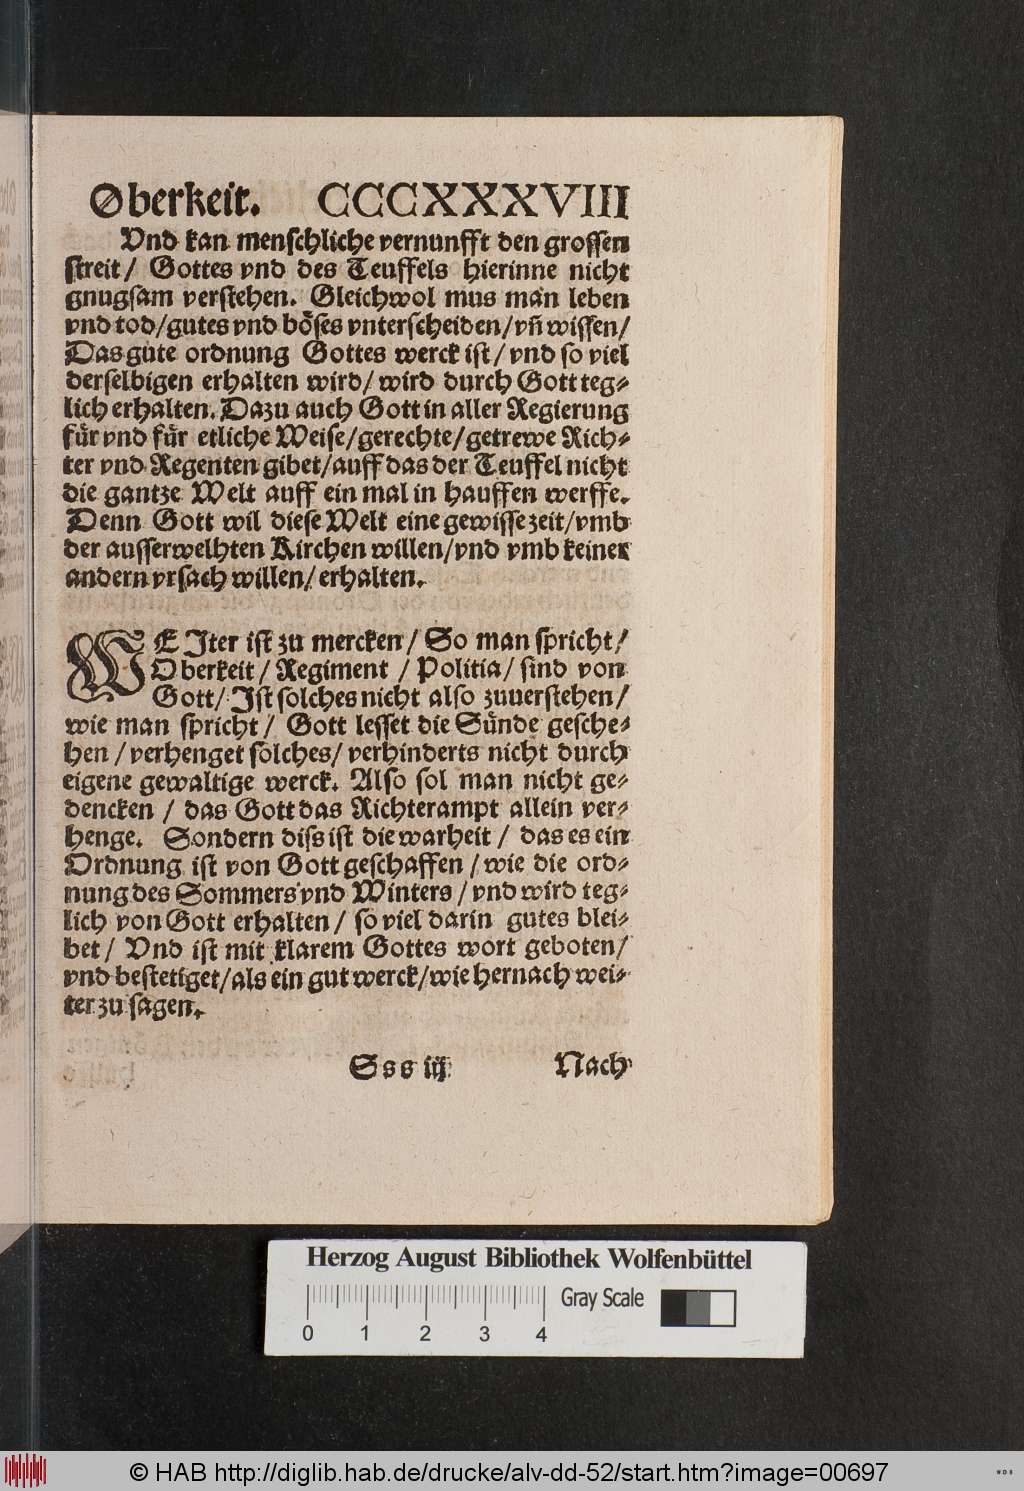 Oberkeit. CCCXXXVIII
Vnd kan menschliche vernunfft den grossen
streit / Gottes vnd des Teuffels hierinne nicht
gnugsam verstehen. Gleichwol mus man leben
vnd tod / gutes vnd böses vnterscheiden / vñ wissen /
Das gute ordnung Gottes werck ist / vnd so viel
derselbigen erhalten wird / wird durch Gott teg-
lich erhalten. Dazu auch Gott in aller Regierung
für vnd für etliche Weise / gerechte / getrewe Rich-
ter vnd Regenten gibet / auff das der Teuffel nicht
die gantze Welt auff ein mal in hauffen werffe.
Denn Gott wil diese Welt eine gewisse zeit / vmb
der ausserwelhten Kirchen willen / vnd vmb keiner
andern vrsach willen / erhalten.
WEIter ist zu mercken / So man spricht /
Oberkeit / Regiment / Politia / sind von
Gott / Ist solches nicht also zuuerstehen /
wie man spricht / Gott lesset die Sünde gesche-
hen / verhenget solches / verhinderts nicht durch
eigene gewaltige werck. Also sol man nicht ge-
dencken / das Gott das Richterampt allein ver-
henge. Sondern diss ist die warheit / das es ein
Ordnung ist von Gott geschaffen / wie die ord-
nung des Sommers vnd Winters / vnd wird teg-
lich von Gott erhalten / so viel darin gutes blei-
bet / Vnd ist mit klarem Gottes wort geboten /
vnd bestetiget / als ein gut werck / wie hernach wei-
ter zu sagen.
Sss iij Nach
Herzog August Bibliothek Wolfenbüttel
Gray Scale
0 1 2 3 4
© HAB http://diglib.hab.de/drucke/alv-dd-52/start.htm?image=00697
WDB